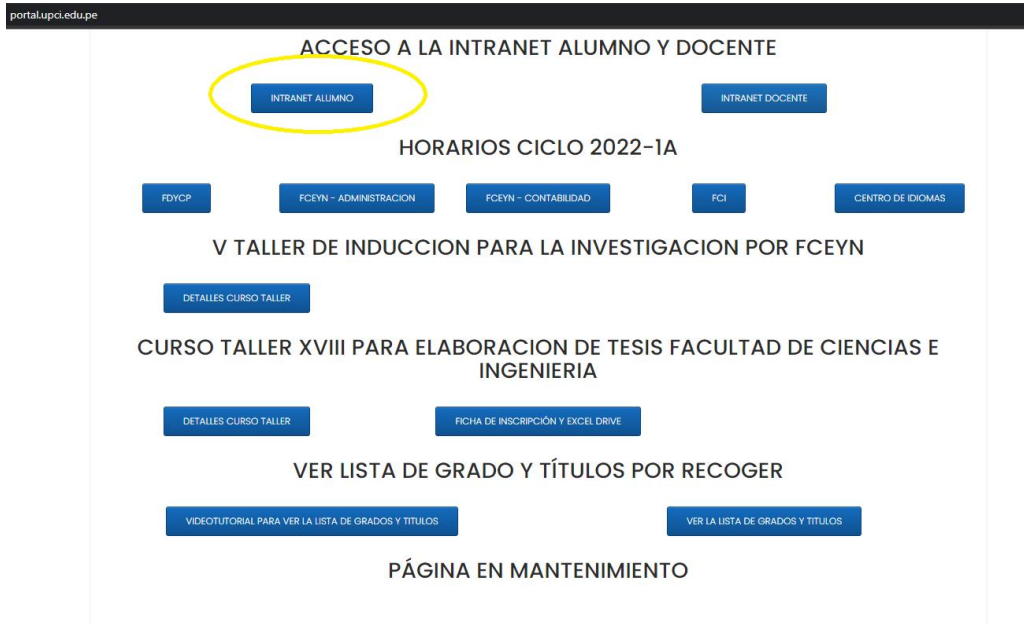 portal.upci.edu.pe
ACCESO A LA INTRANET ALUMNO Y DOCENTE
INTRANET ALUMNO
INTRANET DOCENTE
HORARIOS CICLO 2022-1A
FDYCP
FCEYN - ADMINISTRACION
FCEYN - CONTABILIDAD
FCI
CENTRO DE IDIOMAS
V TALLER DE INDUCCION PARA LA INVESTIGACION POR FCEYN
DETALLES CURSO TALLER
CURSO TALLER XVIII PARA ELABORACION DE TESIS FACULTAD DE CIENCIAS E
INGENIERIA
DETALLES CURSO TALLER
FICHA DE INSCRIPCIÓN Y EXCEL DRIVE
VER LISTA DE GRADO Y TÍTULOS POR RECOGER
VIDEOTUTORIAL PARA VER LA LISTA DE GRADOS Y TITULOS
VER LA LISTA DE GRADOS Y TITULOS
PÁGINA EN MANTENIMIENTO